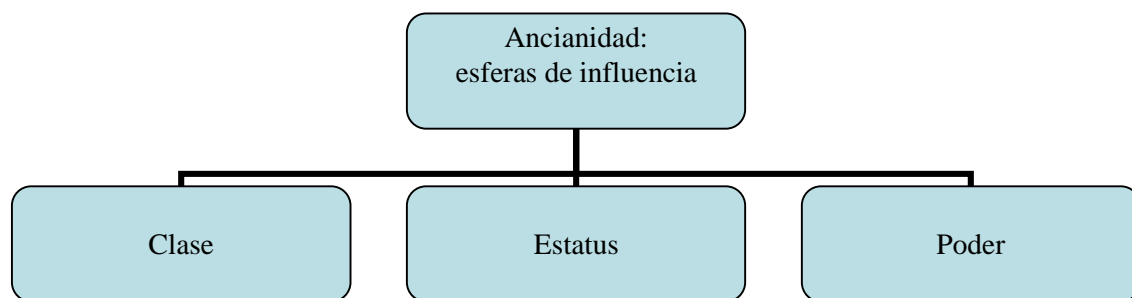 Ancianidad:
esferas de influencia
Clase
Estatus
Poder